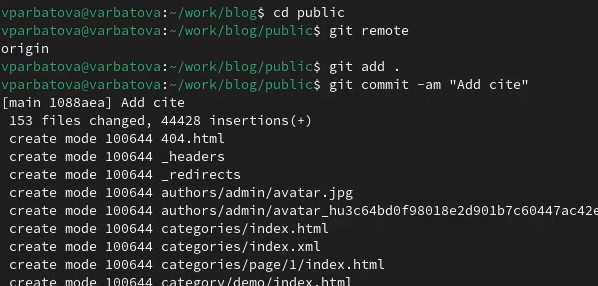 vparbatova@varbatova:~/work/blog$ cd public
vparbatova@varbatova:~/work/blog/public$ git remote
origin
vparbatova@varbatova:~/work/blog/public$ git add .
vparbatova@varbatova:~/work/blog/public$ git commit -am "Add cite"
[main 1088aea] Add cite
 153 files changed, 44428 insertions(+)
 create mode 100644 404.html
 create mode 100644 _headers
 create mode 100644 _redirects
 create mode 100644 authors/admin/avatar.jpg
 create mode 100644 authors/admin/avatar_hu3c64bd0f98018e2d901b7c60447ac42e
 create mode 100644 categories/index.html
 create mode 100644 categories/index.xml
 create mode 100644 categories/page/1/index.html
 create mode 100644 category/demo/index.html